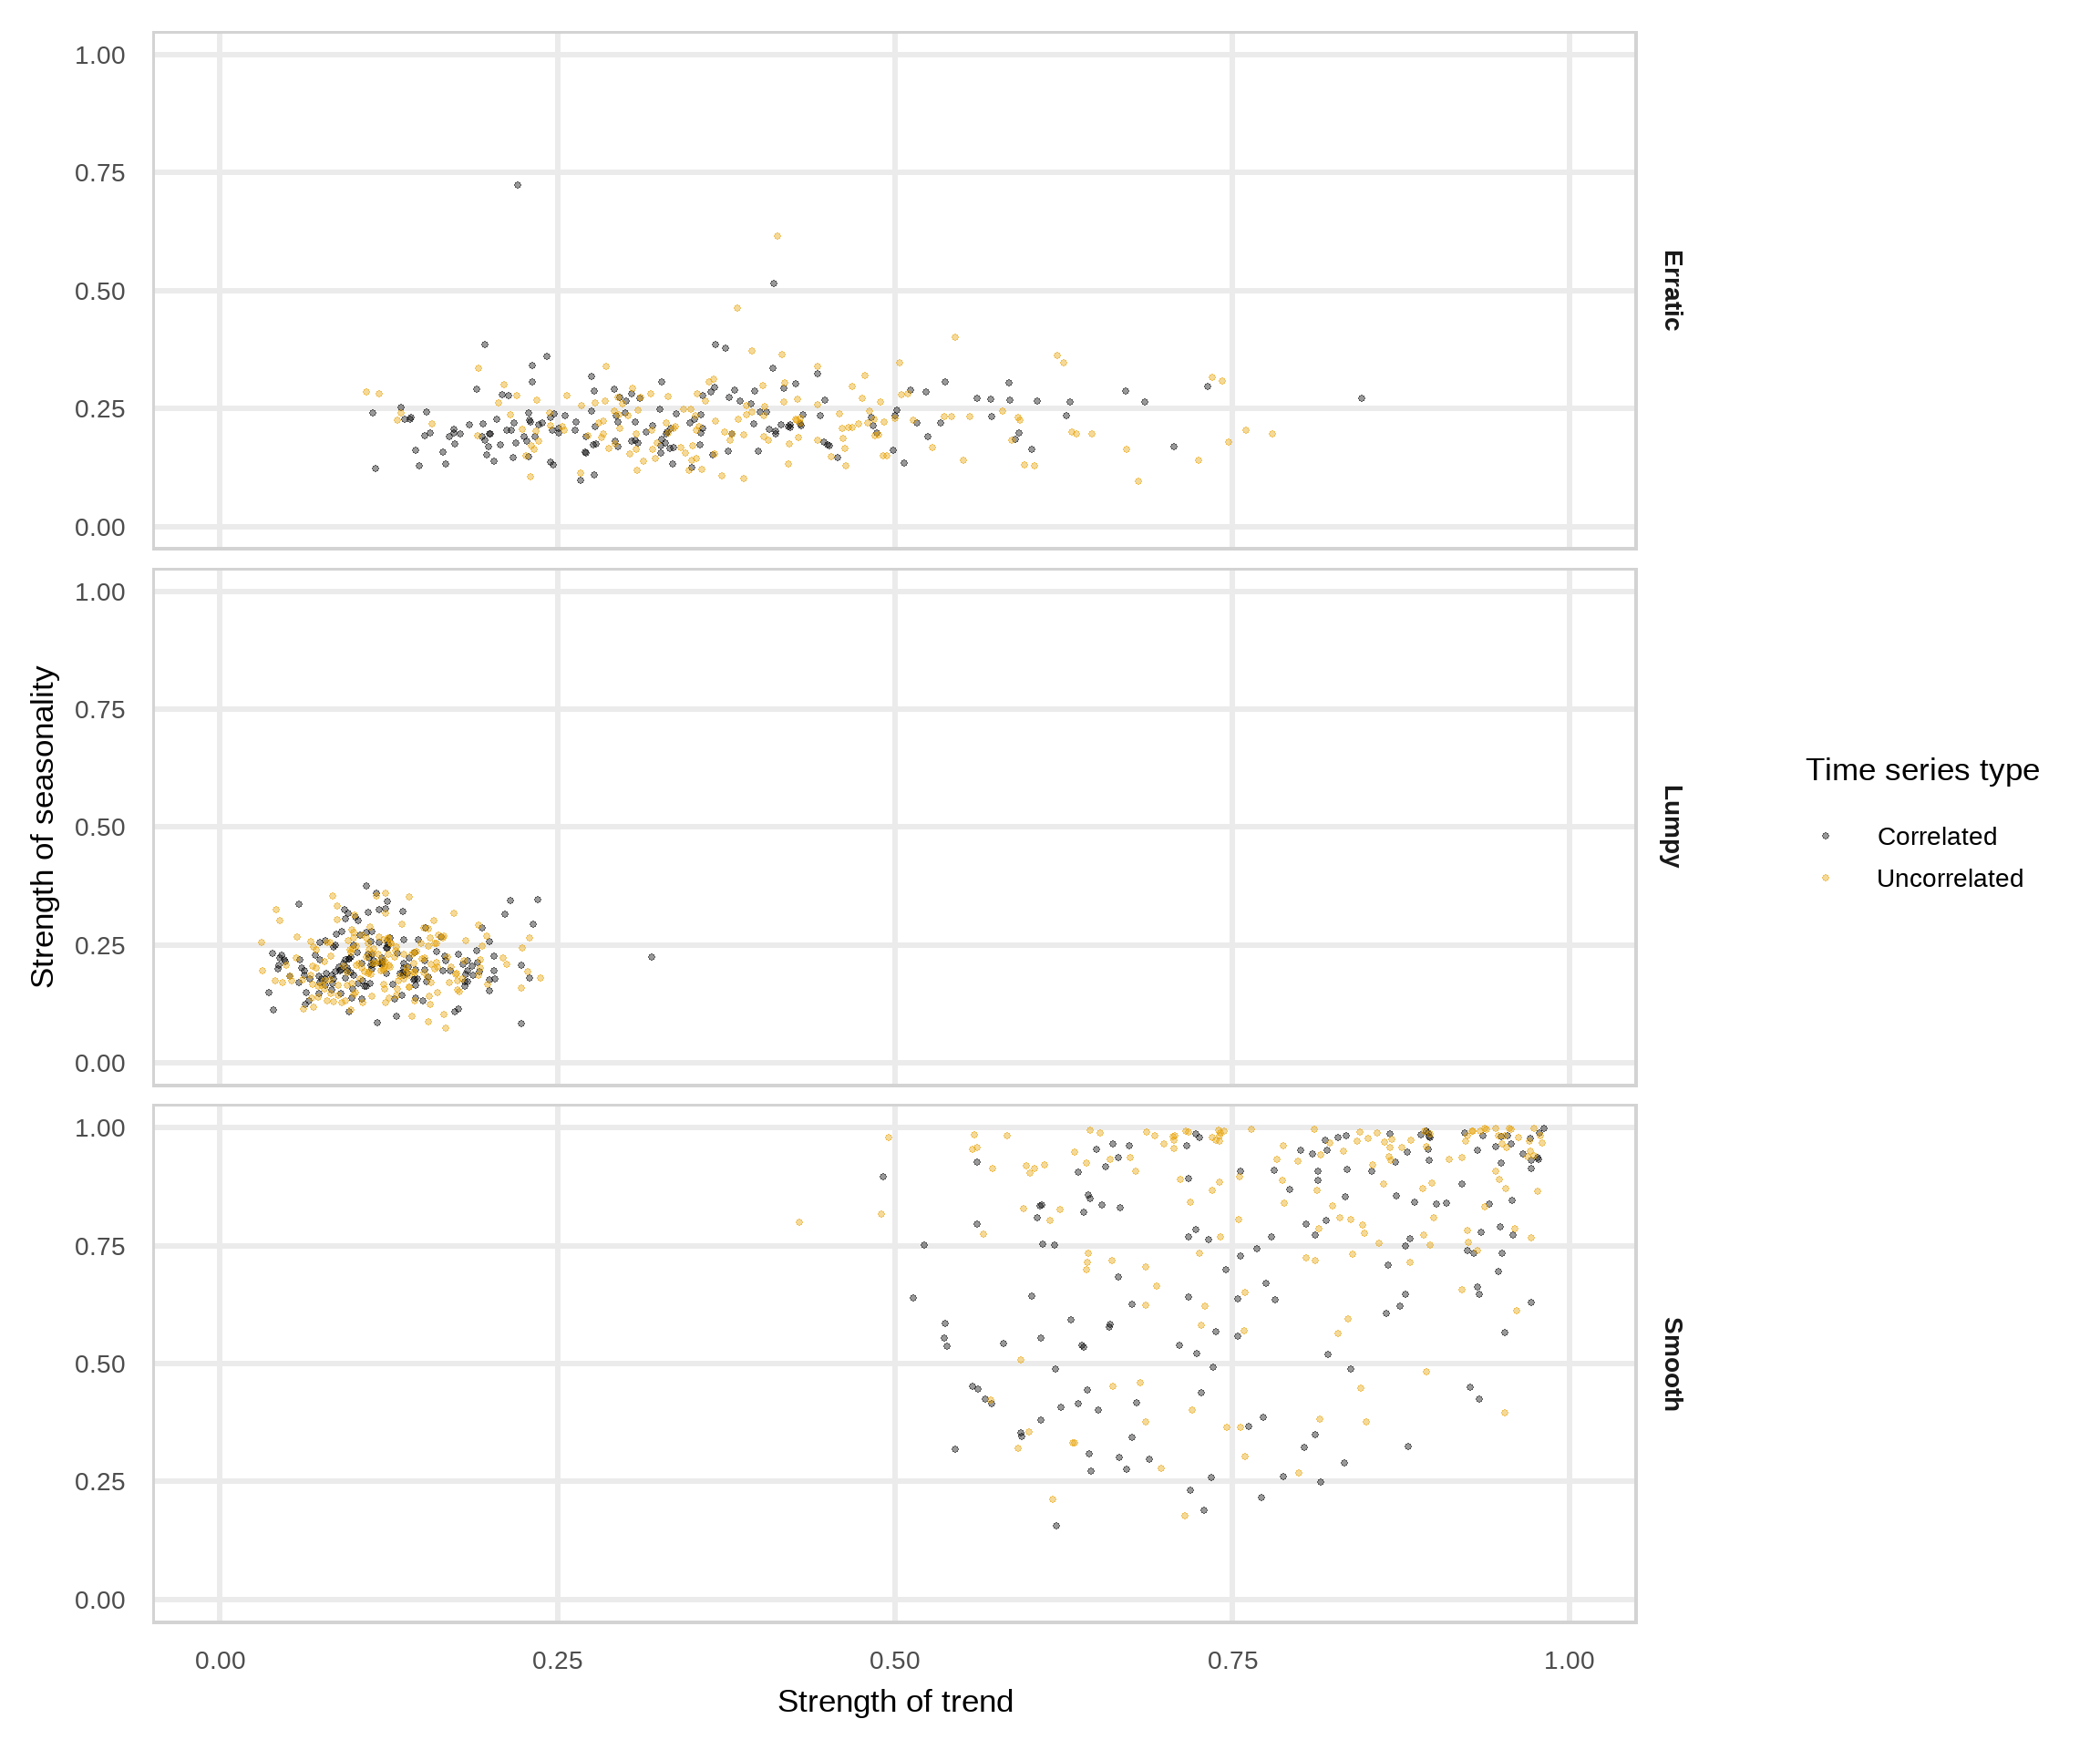 1.00
0.75
0.50
0.25
0.00
Erratic
1.00
0.75
0.50
0.25
0.00
Lumpy
1.00
0.75
0.50
0.25
0.00
Smooth
Strength of seasonality
0.00 0.25 0.50 0.75 1.00
Strength of trend
Time series type
Correlated
Uncorrelated